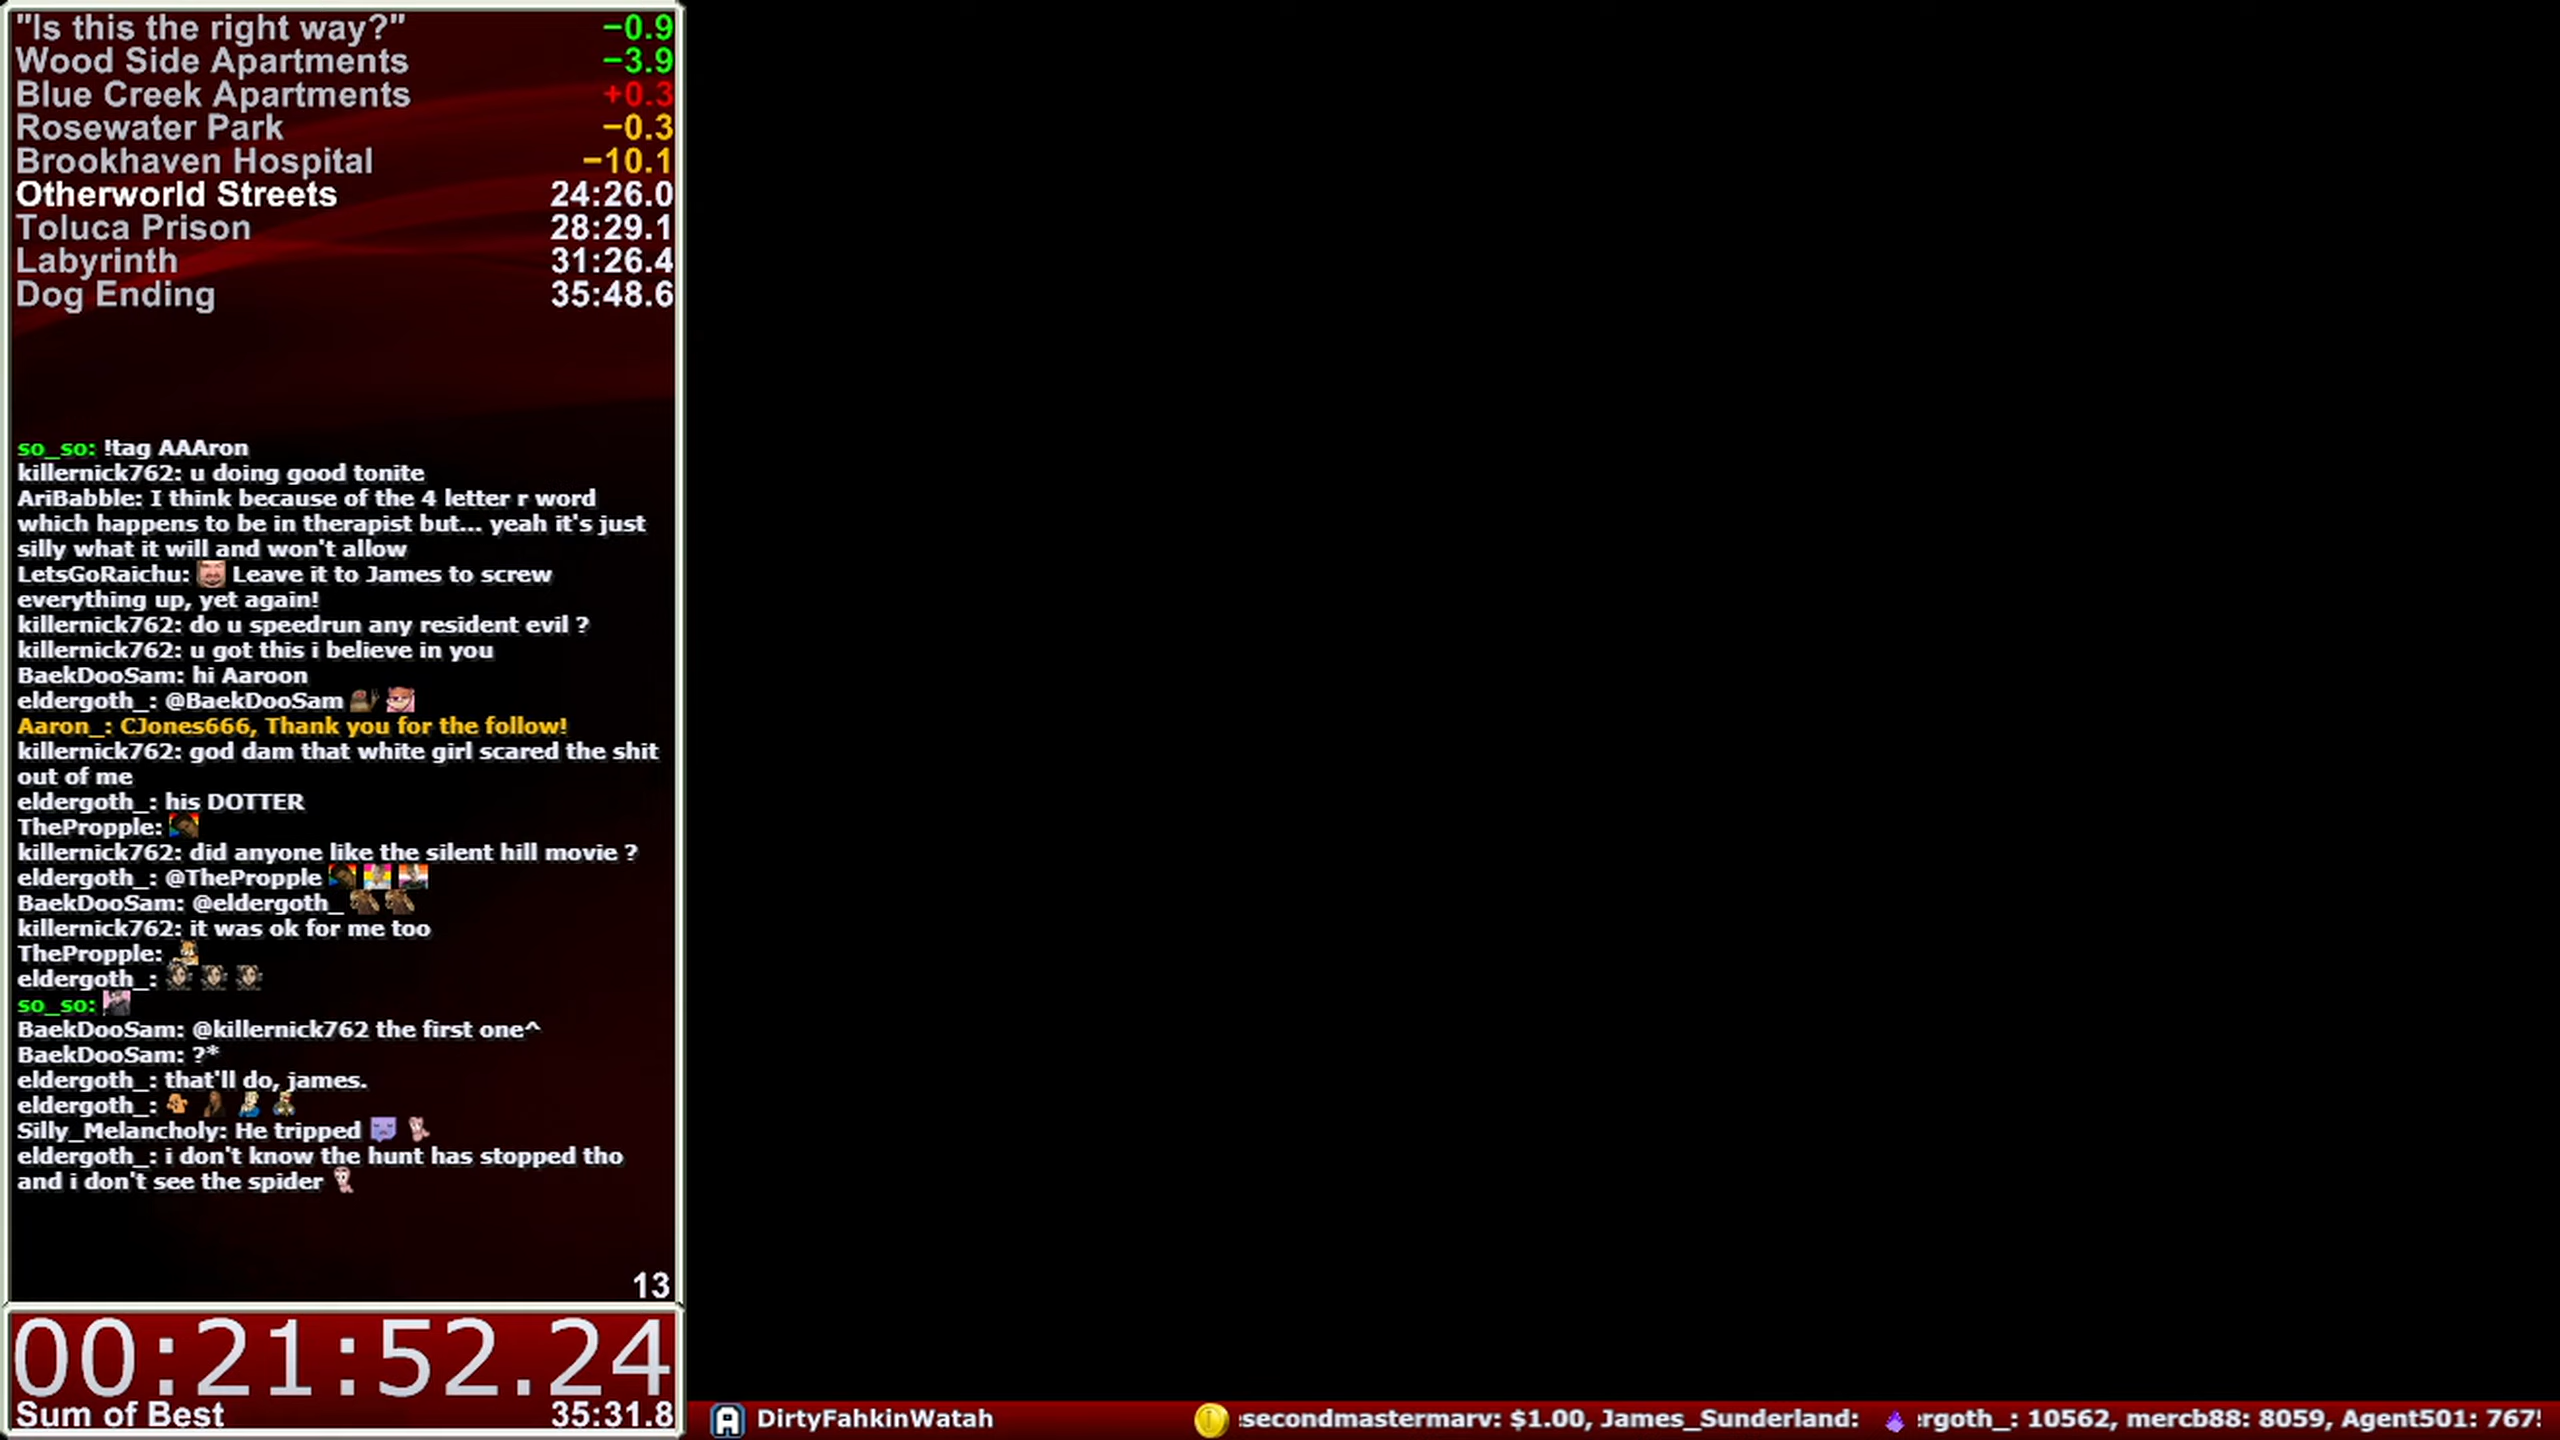 "Is this the right way?" −0.9
Wood Side Apartments −3.9
Blue Creek Apartments +0.3
Rosewater Park −0.3
Brookhaven Hospital −10.1
Otherworld Streets 24:26.0
Toluca Prison 28:29.1
Labyrinth 31:26.4
Dog Ending 35:48.6
so_so: !tag AAAron
killernick762: u doing good tonite
AriBabble: I think because of the 4 letter r word
which happens to be in therapist but... yeah it's just
silly what it will and won't allow
LetsGoRaichu: Leave it to James to screw
everything up, yet again!
killernick762: do u speedrun any resident evil ?
killernick762: u got this i believe in you
BaekDooSam: hi Aaroon
eldergoth_: @BaekDooSam
Aaron_: CJones666, Thank you for the follow!
killernick762: god dam that white girl scared the shit
out of me
eldergoth_: his DOTTER
ThePropple:
killernick762: did anyone like the silent hill movie ?
eldergoth_: @ThePropple
BaekDooSam: @eldergoth_
killernick762: it was ok for me too
ThePropple:
eldergoth_:
so_so:
BaekDooSam: @killernick762 the first one^
BaekDooSam: ?*
eldergoth_: that'll do, james.
eldergoth_:
Silly_Melancholy: He tripped
eldergoth_: i don't know the hunt has stopped tho
and i don't see the spider
13
00:21:52.24
Sum of Best 35:31.8
DirtyFahkinWatah
secondmastermarv: $1.00, James_Sunderland:
rgoth_: 10562, mercb88: 8059, Agent501: 767